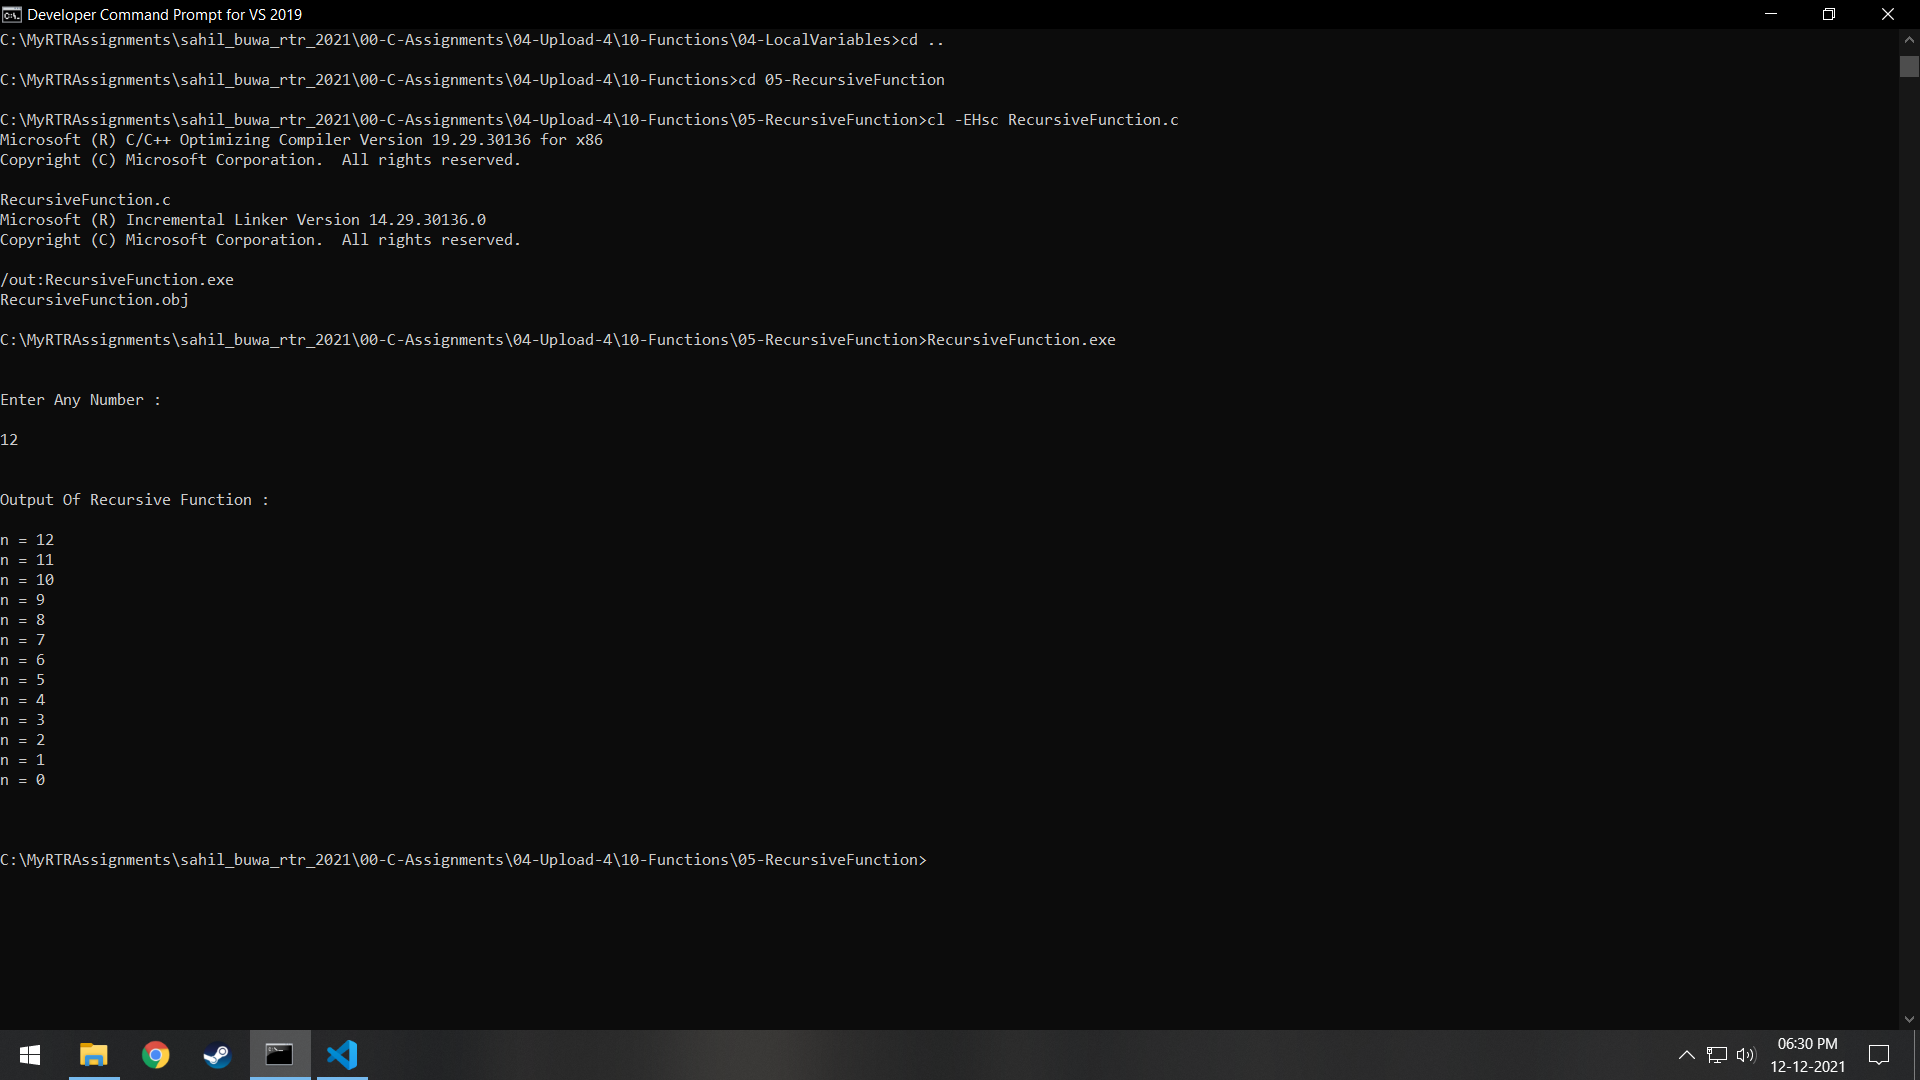 Developer Command Prompt for VS 2019
C:\MyRTRAssignments\sahil_buwa_rtr_2021\00-C-Assignments\04-Upload-4\10-Functions\04-LocalVariables>cd ..
C:\MyRTRAssignments\sahil_buwa_rtr_2021\00-C-Assignments\04-Upload-4\10-Functions>cd 05-RecursiveFunction
C:\MyRTRAssignments\sahil_buwa_rtr_2021\00-C-Assignments\04-Upload-4\10-Functions\05-RecursiveFunction>cl -EHsc RecursiveFunction.c
Microsoft (R) C/C++ Optimizing Compiler Version 19.29.30136 for x86
Copyright (C) Microsoft Corporation.  All rights reserved.
RecursiveFunction.c
Microsoft (R) Incremental Linker Version 14.29.30136.0
Copyright (C) Microsoft Corporation.  All rights reserved.
/out:RecursiveFunction.exe
RecursiveFunction.obj
C:\MyRTRAssignments\sahil_buwa_rtr_2021\00-C-Assignments\04-Upload-4\10-Functions\05-RecursiveFunction>RecursiveFunction.exe
Enter Any Number :
12
Output Of Recursive Function :
n = 12
n = 11
n = 10
n = 9
n = 8
n = 7
n = 6
n = 5
n = 4
n = 3
n = 2
n = 1
n = 0
C:\MyRTRAssignments\sahil_buwa_rtr_2021\00-C-Assignments\04-Upload-4\10-Functions\05-RecursiveFunction>
06:30 PM
12-12-2021